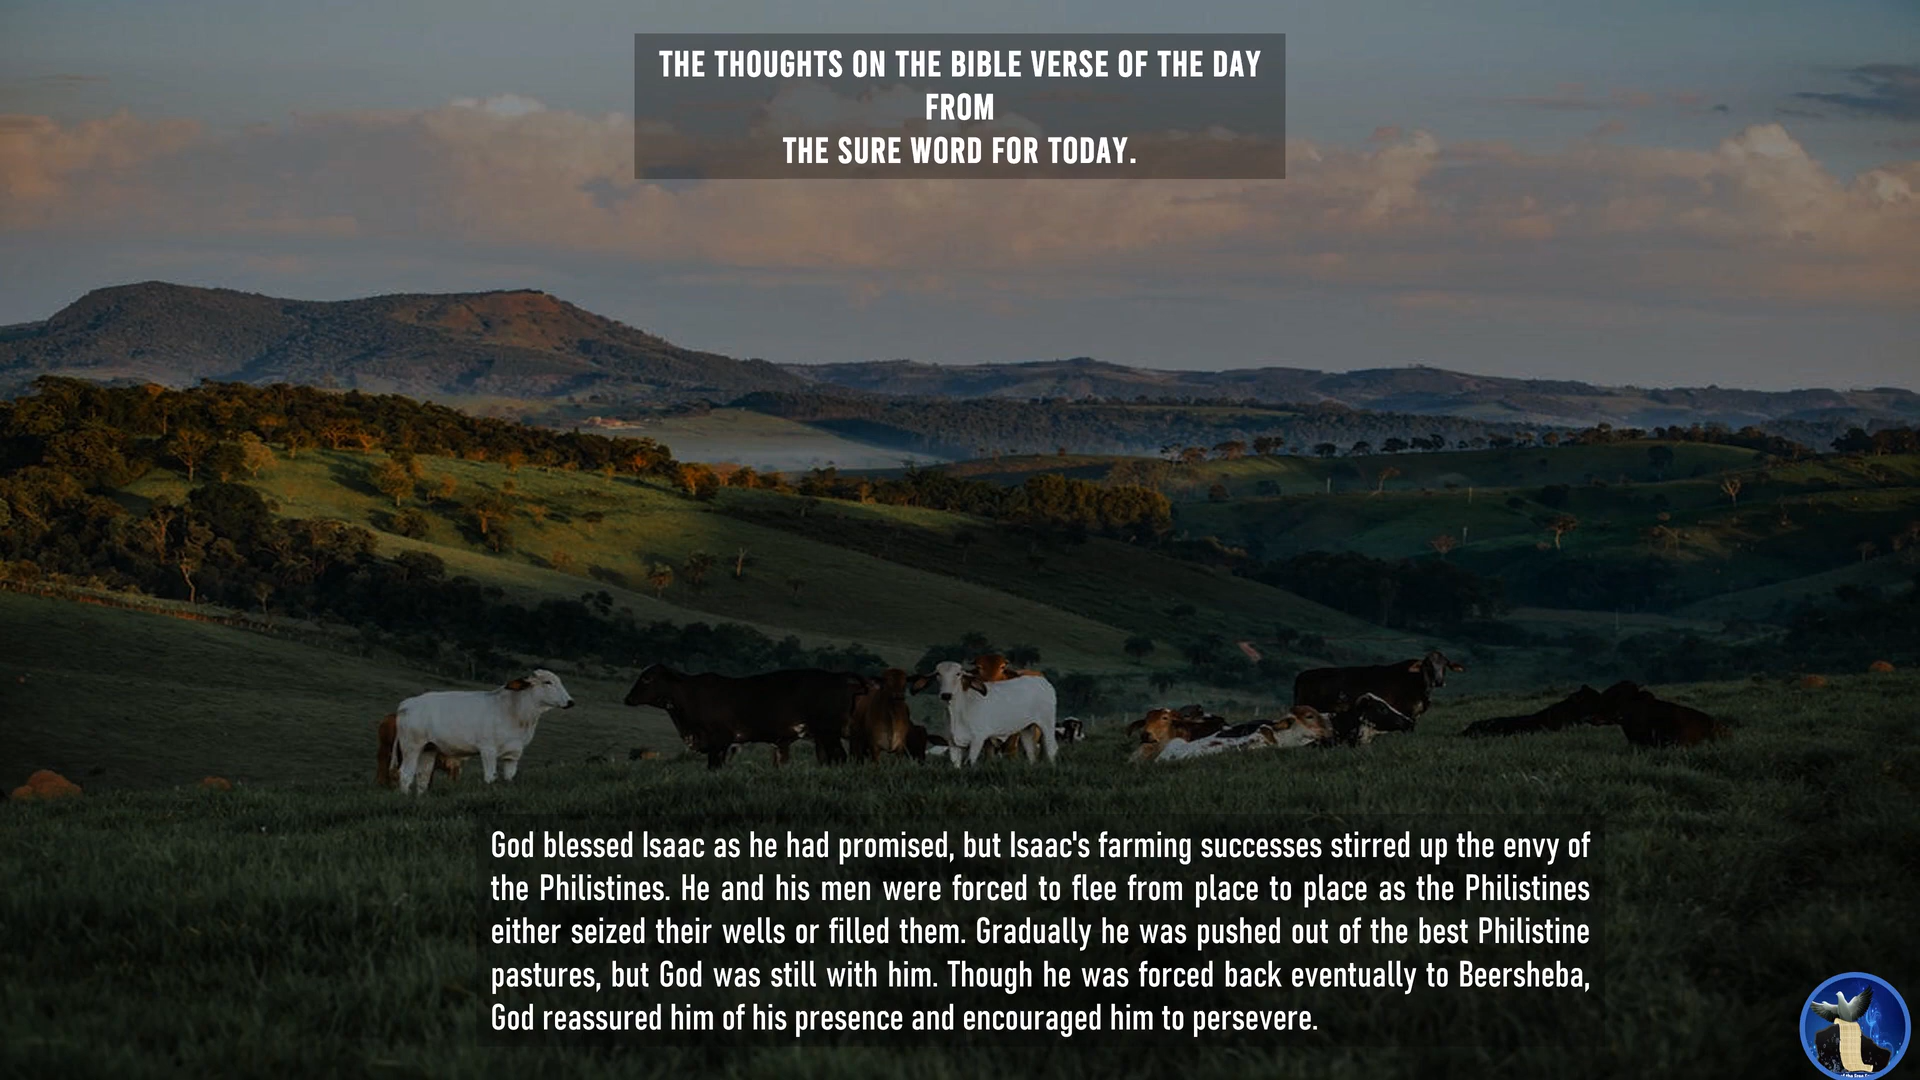 THE THOUGHTS ON THE BIBLE VERSE OF THE DAY
FROM
THE SURE WORD FOR TODAY.
God blessed Isaac as he had promised, but Isaac's farming successes stirred up the envy of
the Philistines. He and his men were forced to flee from place to place as the Philistines
either seized their wells or filled them. Gradually he was pushed out of the best Philistine
pastures, but God was still with him. Though he was forced back eventually to Beersheba,
God reassured him of his presence and encouraged him to persevere.